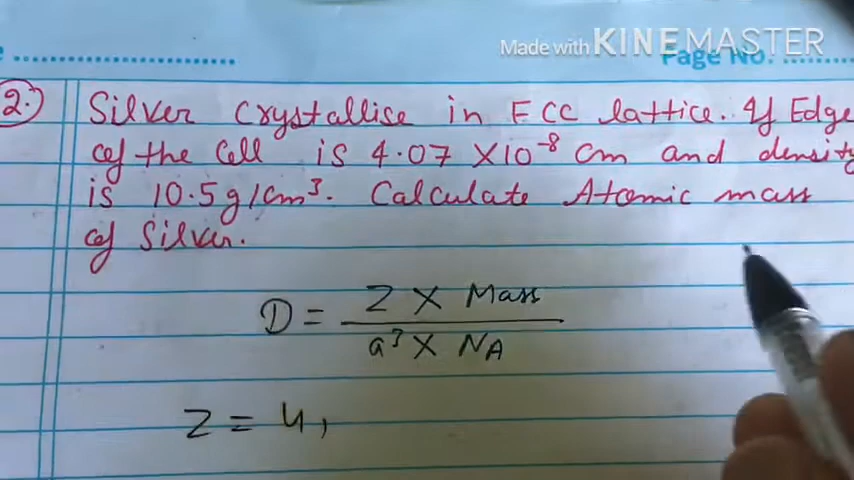 Made with KINEMASTER
Page No.
2.) Silver Crystallise in FCC lattice. If Edge
of the Cell is 4.07 X10⁻⁸ cm and density
is 10.5g/cm³. Calculate Atomic mass
of Silver.
D = Z X Mass
a³ X NA
Z = 4,